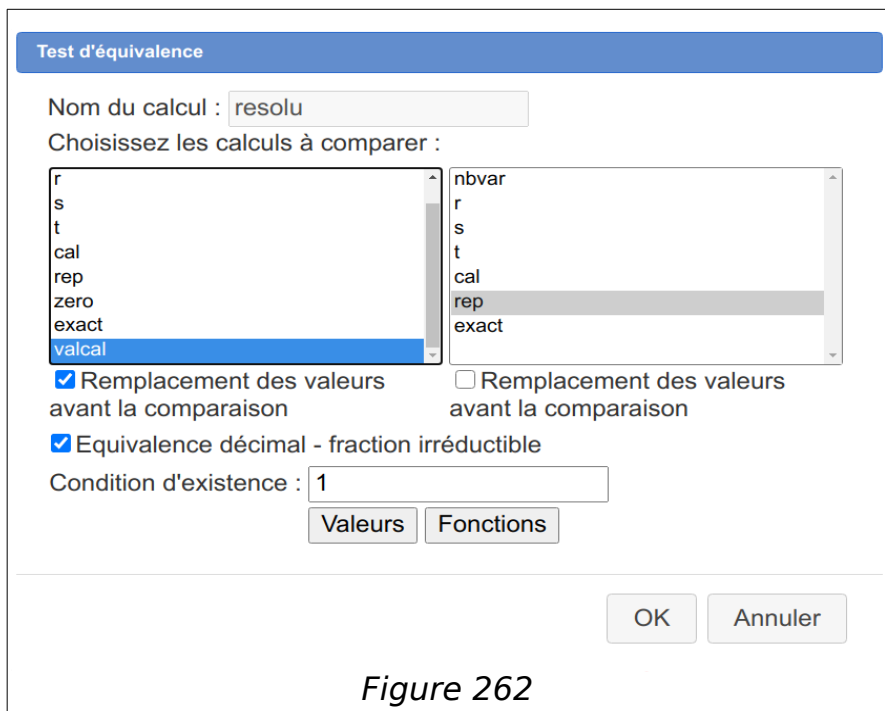 Test d'équivalence
Nom du calcul : resolu
Choisissez les calculs à comparer :
r
s
t
cal
rep
zero
exact
valcal
nbvar
r
s
t
cal
rep
exact
Remplacement des valeurs
avant la comparaison
Remplacement des valeurs
avant la comparaison
Equivalence décimal - fraction irréductible
Condition d'existence : 1
Valeurs Fonctions
OK Annuler
Figure 262